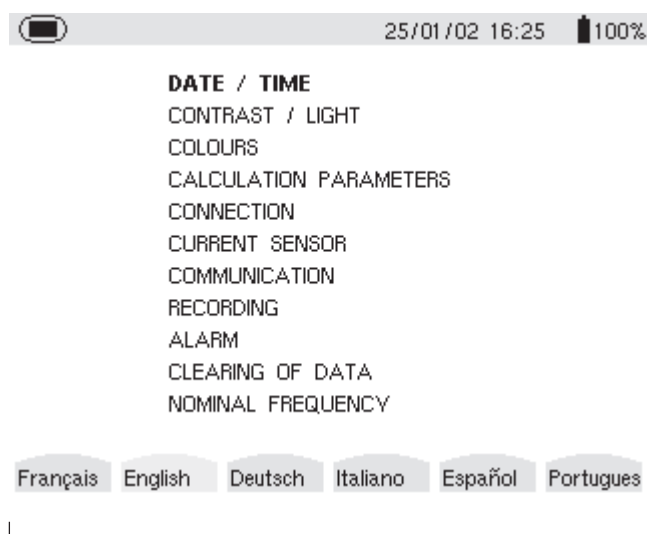 25/01/02 16:25 100%
DATE / TIME
CONTRAST / LIGHT
COLOURS
CALCULATION PARAMETERS
CONNECTION
CURRENT SENSOR
COMMUNICATION
RECORDING
ALARM
CLEARING OF DATA
NOMINAL FREQUENCY
Français English Deutsch Italiano Español Portugues